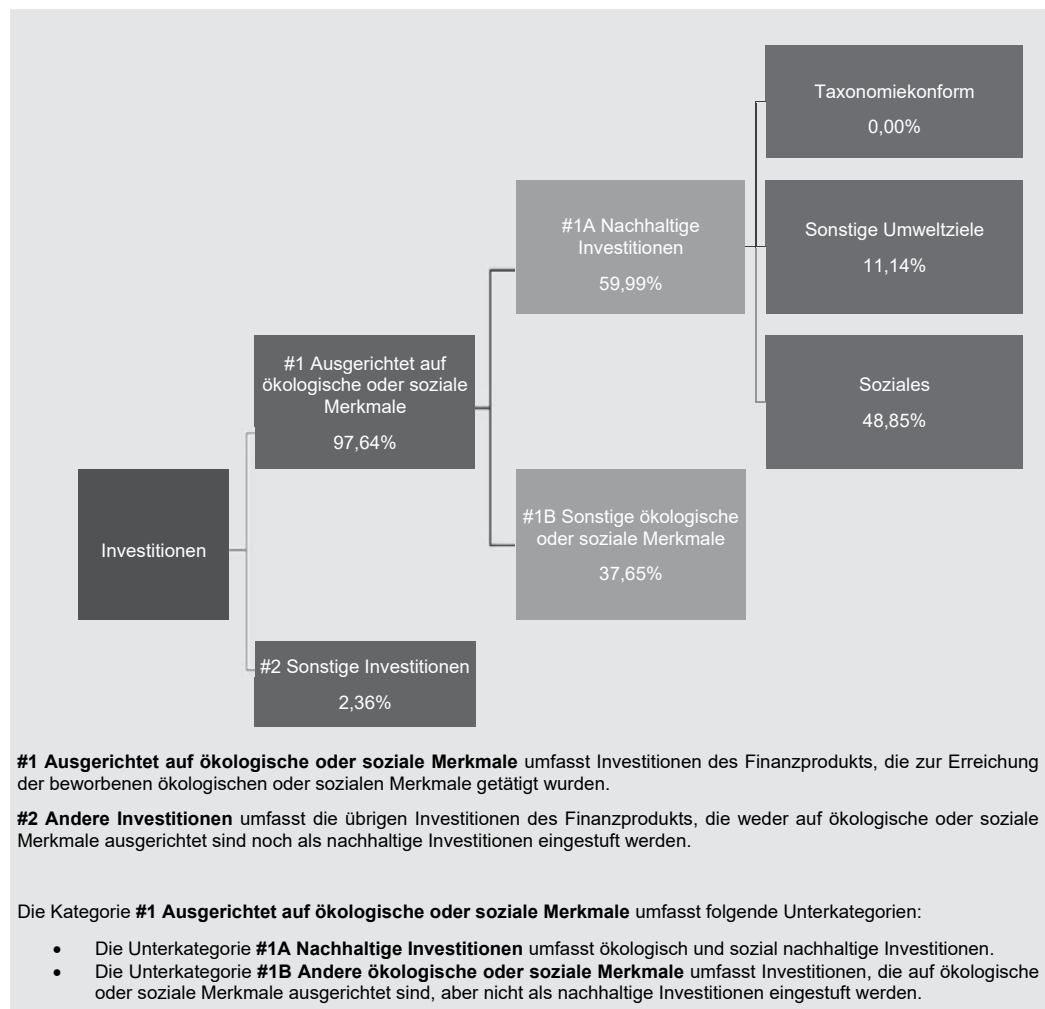 Taxonomiekonform
0,00%
#1A Nachhaltige
Investitionen
59,99%
Sonstige Umweltziele
11,14%
#1 Ausgerichtet auf
ökologische oder soziale
Merkmale
97,64%
Soziales
48,85%
Investitionen
#1B Sonstige ökologische
oder soziale Merkmale
37,65%
#2 Sonstige Investitionen
2,36%
#1 Ausgerichtet auf ökologische oder soziale Merkmale umfasst Investitionen des Finanzprodukts, die zur Erreichung
der beworbenen ökologischen oder sozialen Merkmale getätigt wurden.
#2 Andere Investitionen umfasst die übrigen Investitionen des Finanzprodukts, die weder auf ökologische oder soziale
Merkmale ausgerichtet sind noch als nachhaltige Investitionen eingestuft werden.
Die Kategorie #1 Ausgerichtet auf ökologische oder soziale Merkmale umfasst folgende Unterkategorien:
• Die Unterkategorie #1A Nachhaltige Investitionen umfasst ökologisch und sozial nachhaltige Investitionen.
• Die Unterkategorie #1B Andere ökologische oder soziale Merkmale umfasst Investitionen, die auf ökologische
oder soziale Merkmale ausgerichtet sind, aber nicht als nachhaltige Investitionen eingestuft werden.